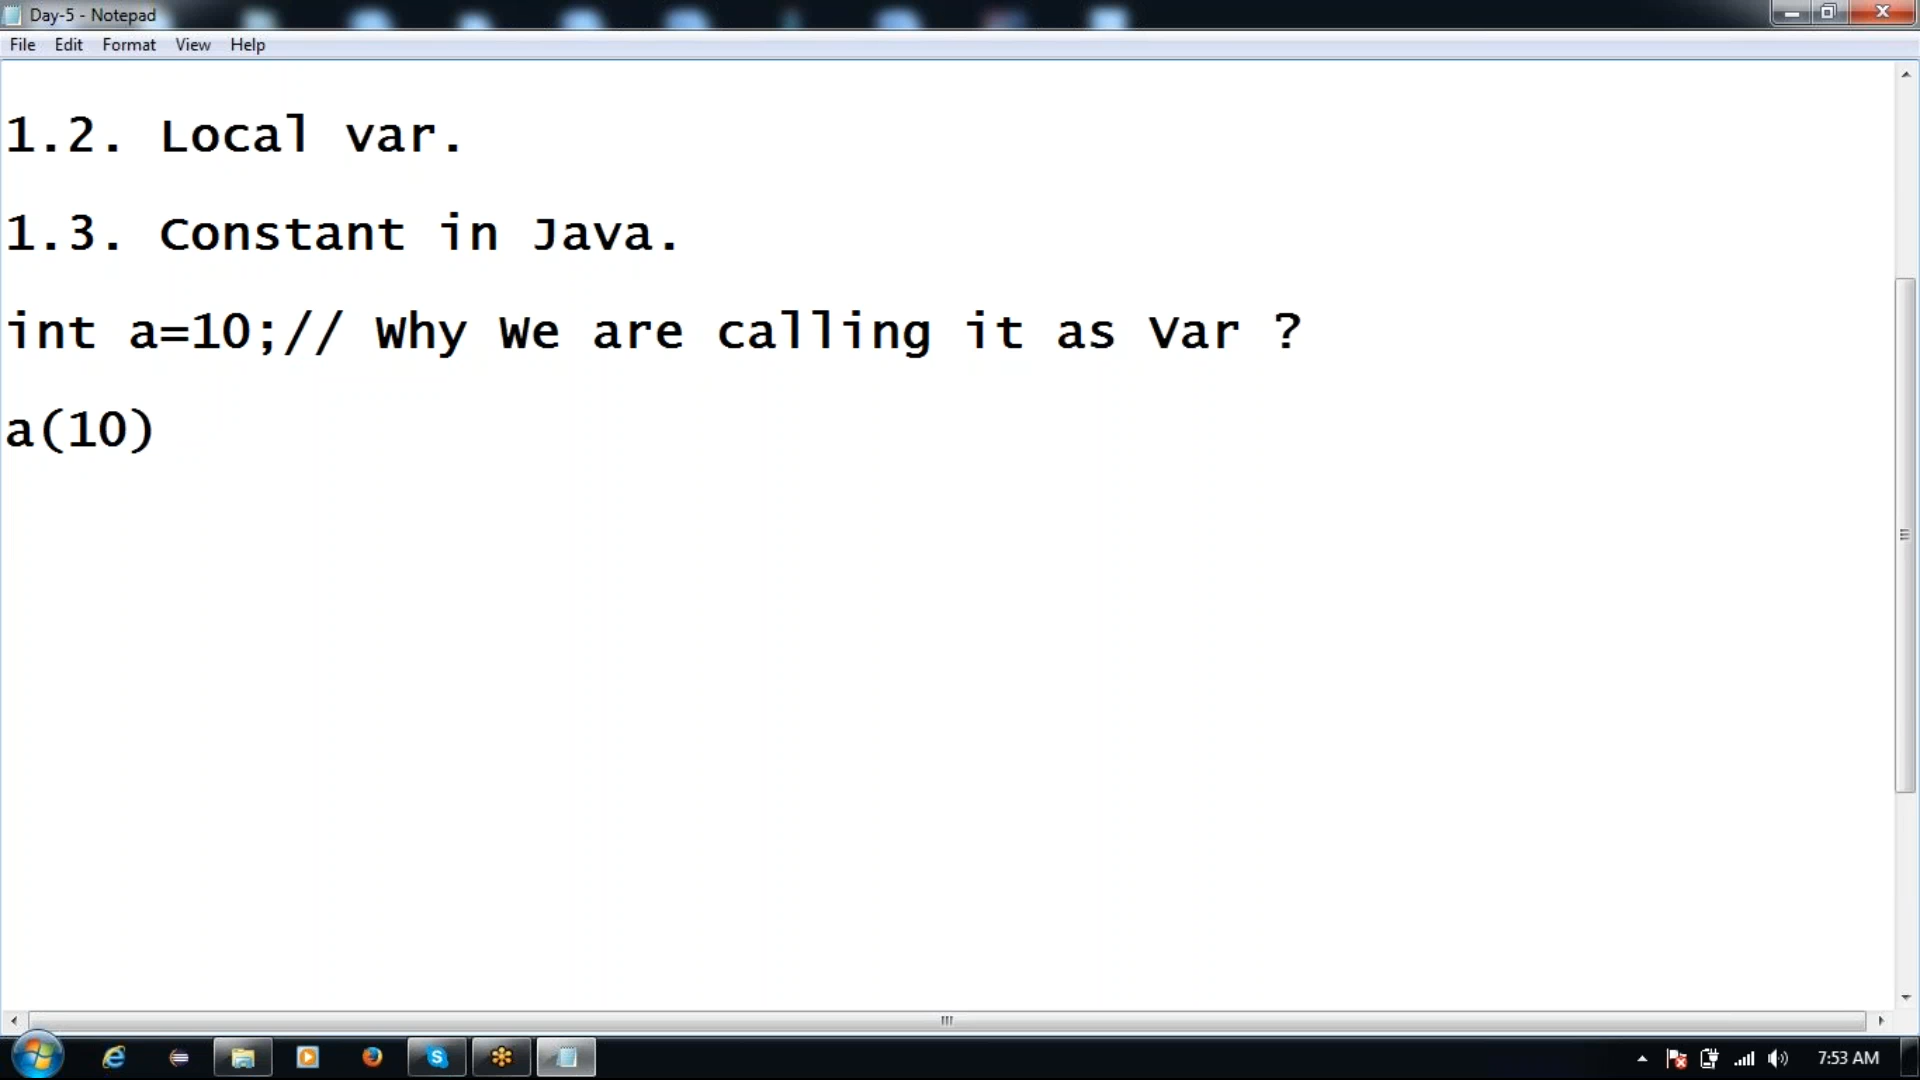 Day-5 - Notepad
File Edit Format View Help
1.2. Local var.
1.3. Constant in Java.
int a=10;// Why We are calling it as Var ?
a(10)
7:53 AM